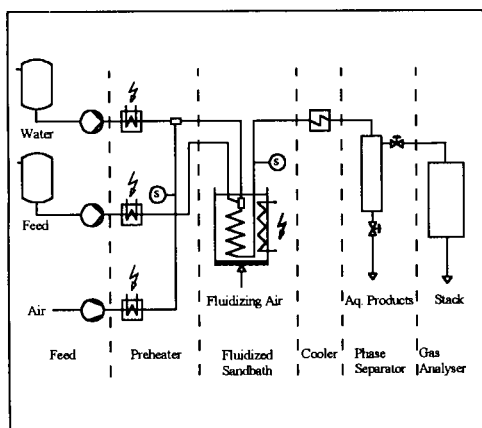 Water
Feed
S
S
Air
Fluidizing Air
Aq. Products
Stack
Feed
Preheater
Fluidized
Sandbath
Cooler
Phase
Separator
Gas
Analyser